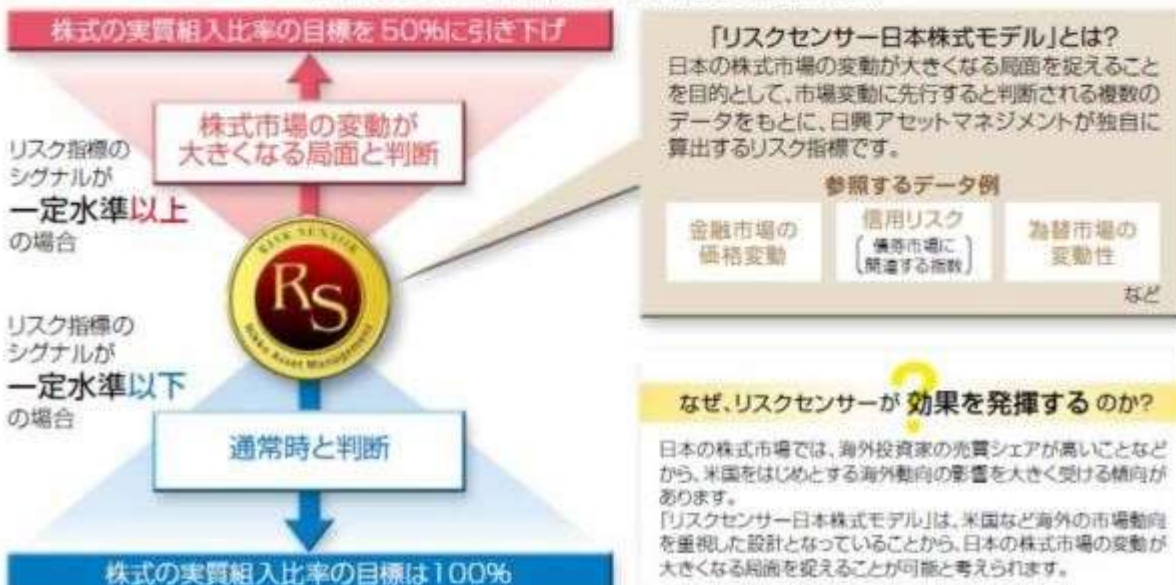 株式の実質組入比率の目標を50%に引き下げ
株式市場の変動が
大きくなる局面と判断
リスク指標の
シグナルが
一定水準以上
の場合
RISK SENSOR
RS
Nikko Asset Management
リスク指標の
シグナルが
一定水準以下
の場合
通常時と判断
株式の実質組入比率の目標は100%
「リスクセンサー日本株式モデル」とは?
日本の株式市場の変動が大きくなる局面を捉えること
を目的として、市場変動に先行すると判断される複数の
データをもとに、日興アセットマネジメントが独自に
算出するリスク指標です。
参照するデータ例
金融市場の
価格変動
信用リスク
(債券市場に
関連する指数)
為替市場の
変動性
など
なぜ、リスクセンサーが 効果を発揮する のか?
日本の株式市場では、海外投資家の売買シェアが高いことなど
から、米国をはじめとする海外動向の影響を大きく受ける傾向が
あります。
「リスクセンサー日本株式モデル」は、米国など海外の市場動向
を重視した設計となっていることから、日本の株式市場の変動が
大きくなる局面を捉えることが可能と考えられます。